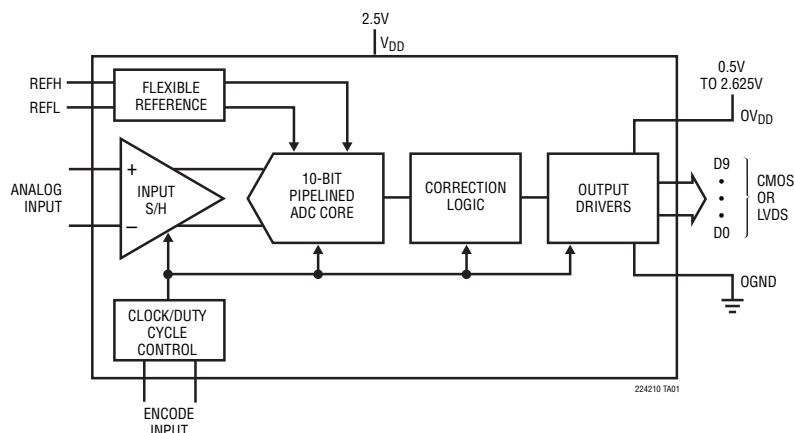 2.5V
VDD
0.5V
TO 2.625V
OVDD
REFH
REFL
FLEXIBLE
REFERENCE
ANALOG
INPUT
+
−
INPUT
S/H
10-BIT
PIPELINED
ADC CORE
CORRECTION
LOGIC
OUTPUT
DRIVERS
D9
•
•
•
D0
CMOS
OR
LVDS
OGND
CLOCK/DUTY
CYCLE
CONTROL
ENCODE
INPUT
224210 TA01